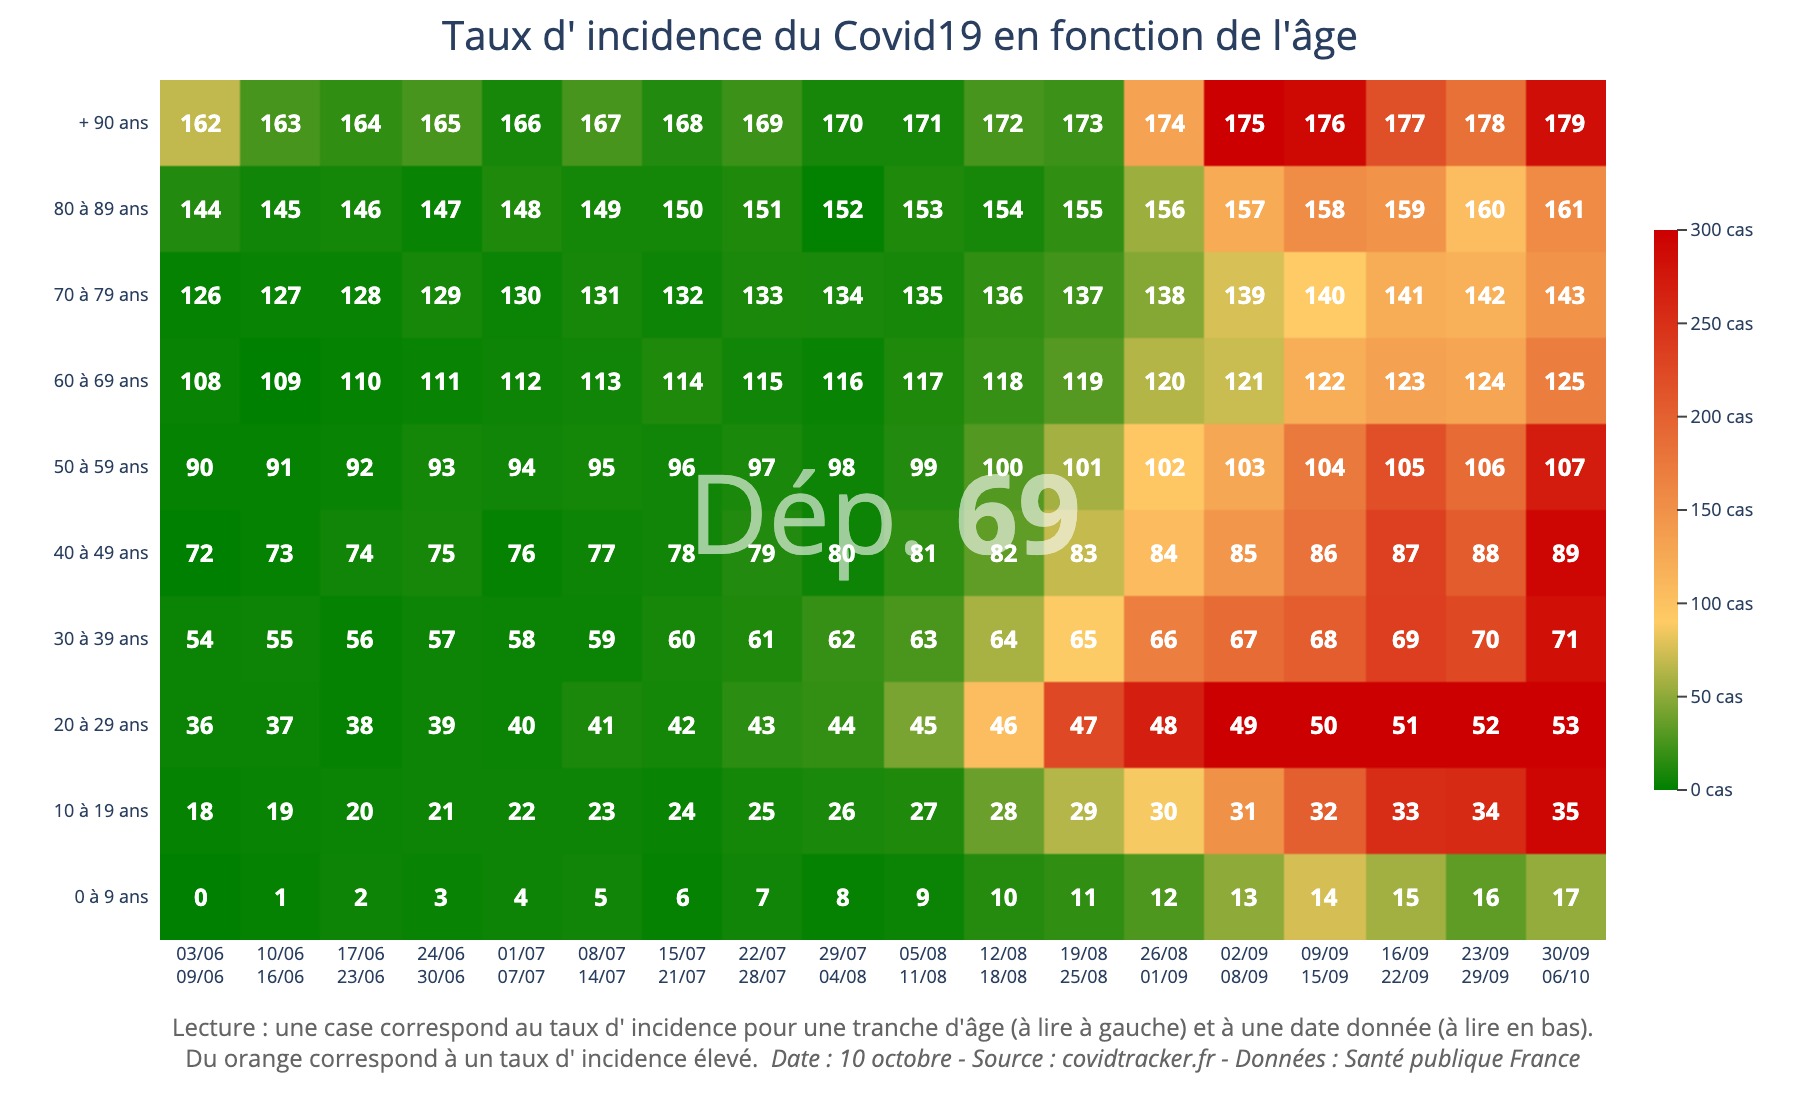 Taux d' incidence du Covid19 en fonction de l'âge
+ 90 ans 162 163 164 165 166 167 168 169 170 171 172 173 174 175 176 177 178 179
80 à 89 ans 144 145 146 147 148 149 150 151 152 153 154 155 156 157 158 159 160 161
70 à 79 ans 126 127 128 129 130 131 132 133 134 135 136 137 138 139 140 141 142 143
60 à 69 ans 108 109 110 111 112 113 114 115 116 117 118 119 120 121 122 123 124 125
50 à 59 ans 90 91 92 93 94 95 96 97 98 99 100 101 102 103 104 105 106 107
Dép. 69
40 à 49 ans 72 73 74 75 76 77 78 79 80 81 82 83 84 85 86 87 88 89
30 à 39 ans 54 55 56 57 58 59 60 61 62 63 64 65 66 67 68 69 70 71
20 à 29 ans 36 37 38 39 40 41 42 43 44 45 46 47 48 49 50 51 52 53
10 à 19 ans 18 19 20 21 22 23 24 25 26 27 28 29 30 31 32 33 34 35
0 à 9 ans 0 1 2 3 4 5 6 7 8 9 10 11 12 13 14 15 16 17
03/06 10/06 17/06 24/06 01/07 08/07 15/07 22/07 29/07 05/08 12/08 19/08 26/08 02/09 09/09 16/09 23/09 30/09
09/06 16/06 23/06 30/06 07/07 14/07 21/07 28/07 04/08 11/08 18/08 25/08 01/09 08/09 15/09 22/09 29/09 06/10
300 cas
250 cas
200 cas
150 cas
100 cas
50 cas
0 cas
Lecture : une case correspond au taux d' incidence pour une tranche d'âge (à lire à gauche) et à une date donnée (à lire en bas).
Du orange correspond à un taux d' incidence élevé. Date : 10 octobre - Source : covidtracker.fr - Données : Santé publique France